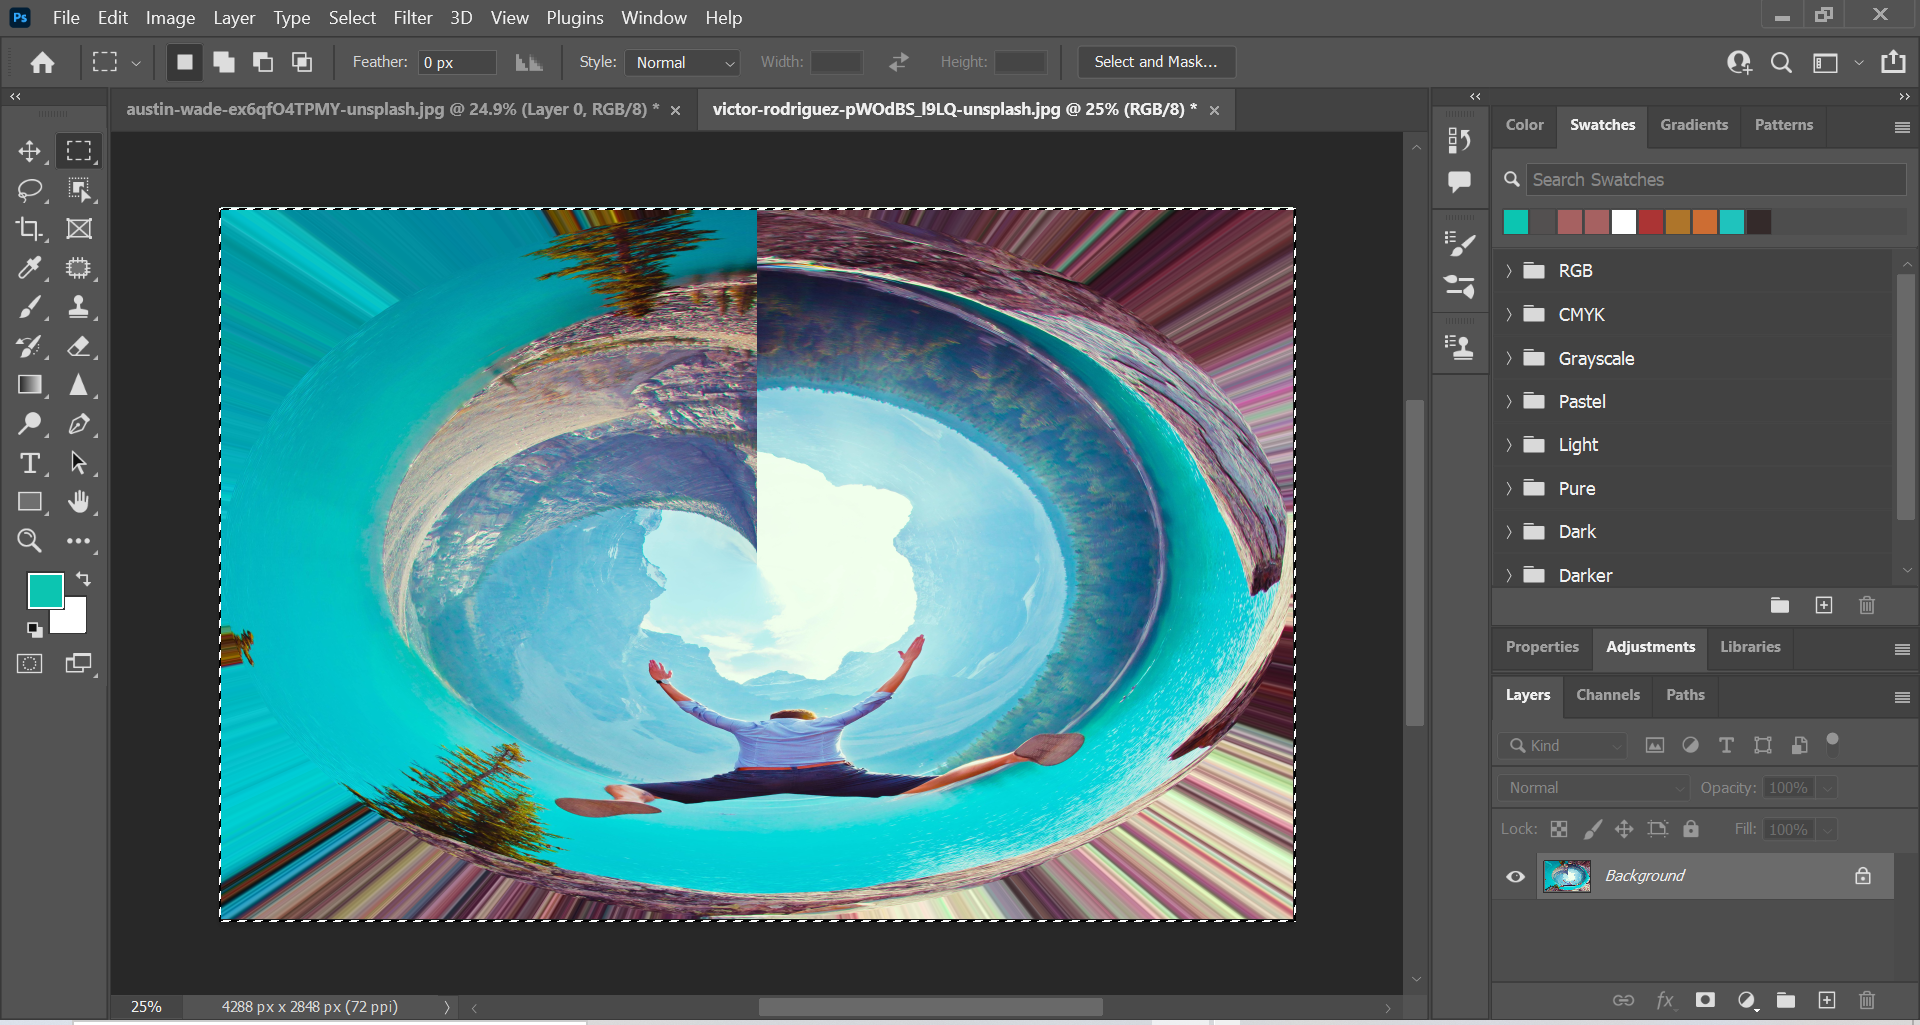 Ps File Edit Image Layer Type Select Filter 3D View Plugins Window Help
Feather: 0 px Style: Normal Width: Height: Select and Mask...
austin-wade-ex6qfO4TPMY-unsplash.jpg @ 24.9% (Layer 0, RGB/8) * victor-rodriguez-pWOdBS_l9LQ-unsplash.jpg @ 25% (RGB/8) *
Color Swatches Gradients Patterns
Search Swatches
RGB
CMYK
Grayscale
Pastel
Light
Pure
Dark
Darker
Properties Adjustments Libraries
Layers Channels Paths
Kind
Normal Opacity: 100%
Lock: Fill: 100%
Background
fx
25% 4288 px x 2848 px (72 ppi)